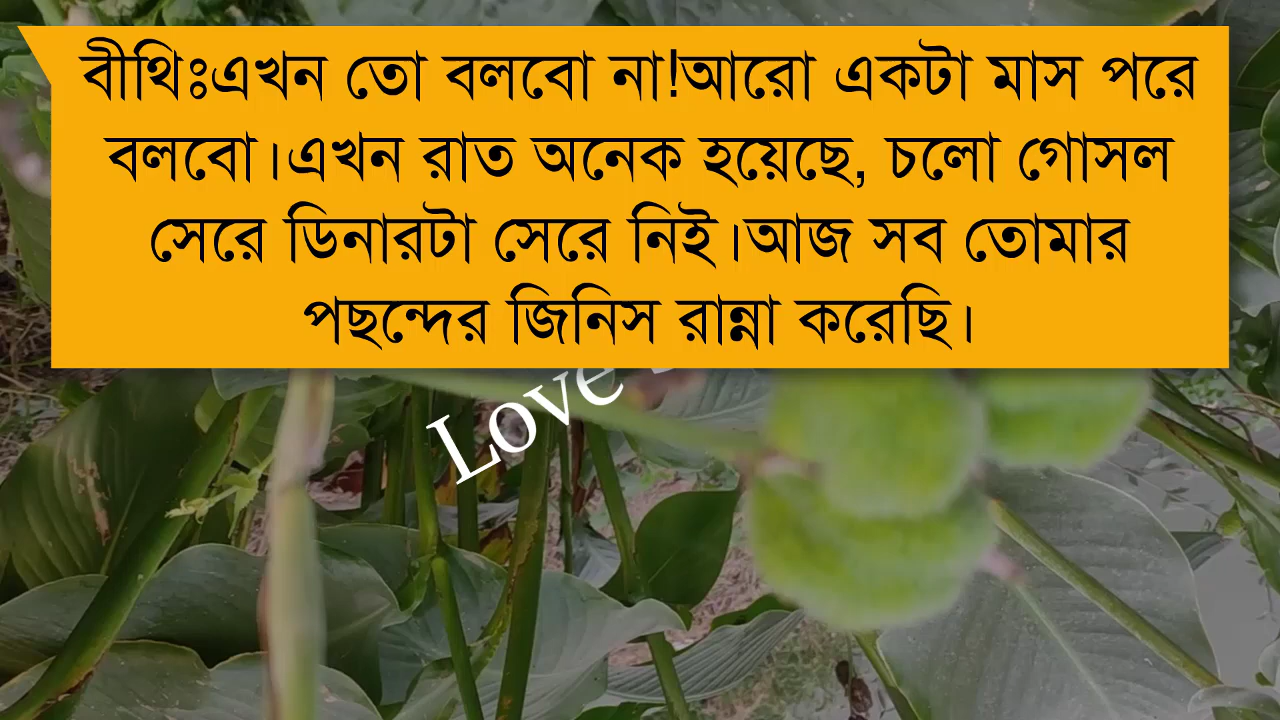 বীথিঃএখন তো বলবো না!আরো একটা মাস পরে
বলবো।এখন রাত অনেক হয়েছে, চলো গোসল
সেরে ডিনারটা সেরে নিই।আজ সব তোমার
পছন্দের জিনিস রান্না করেছি।
Love